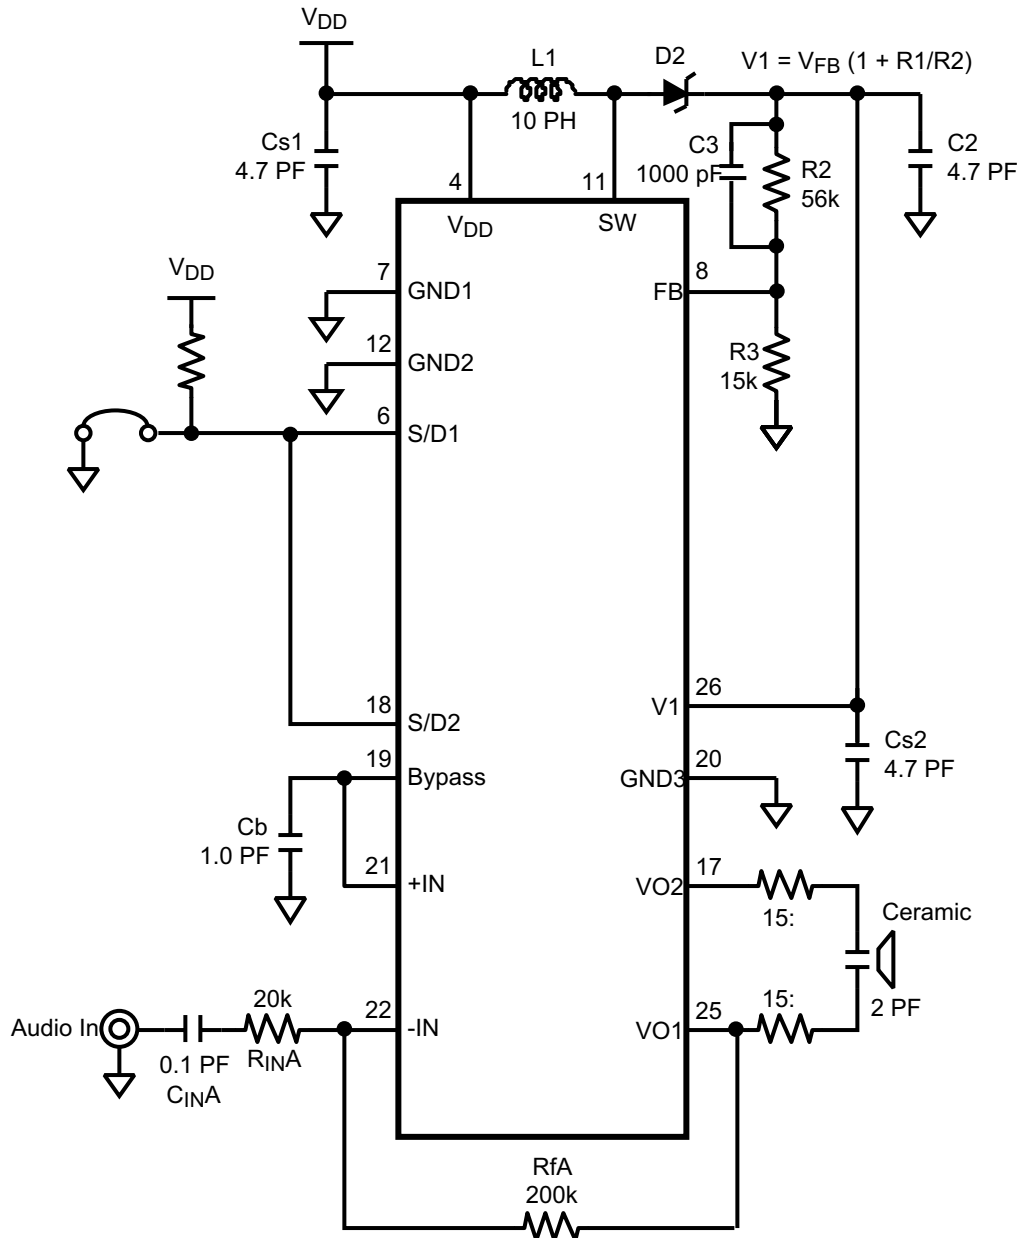 VDD
L1
D2
V1 = VFB (1 + R1/R2)
10 PH
Cs1
4.7 PF
C3
1000 pF
R2
56k
C2
4.7 PF
4
11
VDD
SW
VDD
7
GND1
8
FB
12
GND2
R3
15k
6
S/D1
26
V1
18
S/D2
Cs2
4.7 PF
19
Bypass
20
GND3
Cb
1.0 PF
21
+IN
17
VO2
15:
Ceramic
2 PF
20k
22
-IN
15:
25
VO1
Audio In
0.1 PF
CINA
RINA
RfA
200k